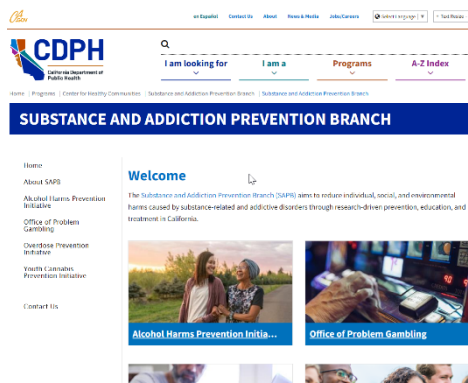 CA
GOV
en Español
Contact Us
About
News & Media
Jobs/Careers
Select Language
Text Resize
CDPH
California Department of
Public Health
I am looking for
I am a
Programs
A-Z Index
Home | Programs | Center for Healthy Communities | Substance and Addiction Prevention Branch | Substance and Addiction Prevention Branch
SUBSTANCE AND ADDICTION PREVENTION BRANCH
Home
About SAPB
Alcohol Harms Prevention
Initiative
Office of Problem
Gambling
Overdose Prevention
Initiative
Youth Cannabis
Prevention Initiative
Contact Us
Welcome
The Substance and Addiction Prevention Branch (SAPB) aims to reduce individual, social, and environmental
harms caused by substance-related and addictive disorders through research-driven prevention, education, and
treatment in California.
Alcohol Harms Prevention Initia...
Office of Problem Gambling